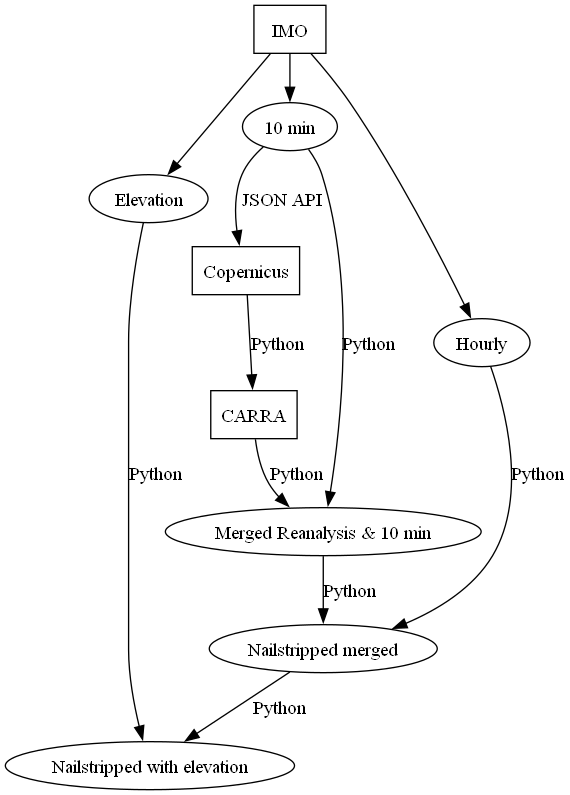 IMO
10 min
Elevation
JSON API
Copernicus
Python
Python
Hourly
CARRA
Python
Python
Python
Merged Reanalysis & 10 min
Python
Nailstripped merged
Python
Nailstripped with elevation